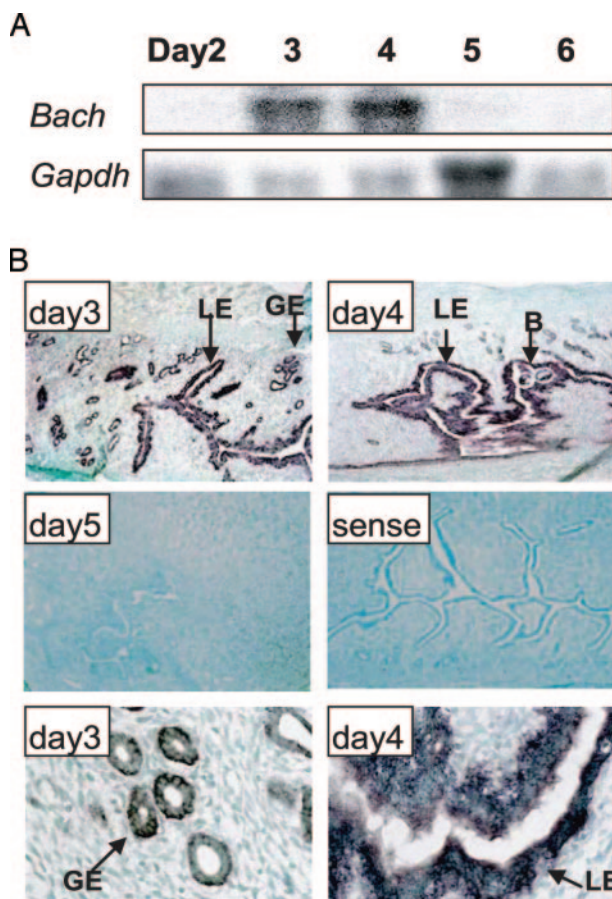 A
Day2 3 4 5 6
Bach
Gapdh
B
day3 LE GE
day4 LE B
day5
sense
day3 GE
day4 LE